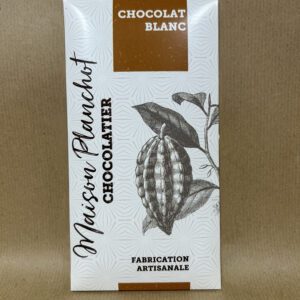 CHOCOLAT
BLANC
Maison Planchot
CHOCOLATIER
FABRICATION
ARTISANALE